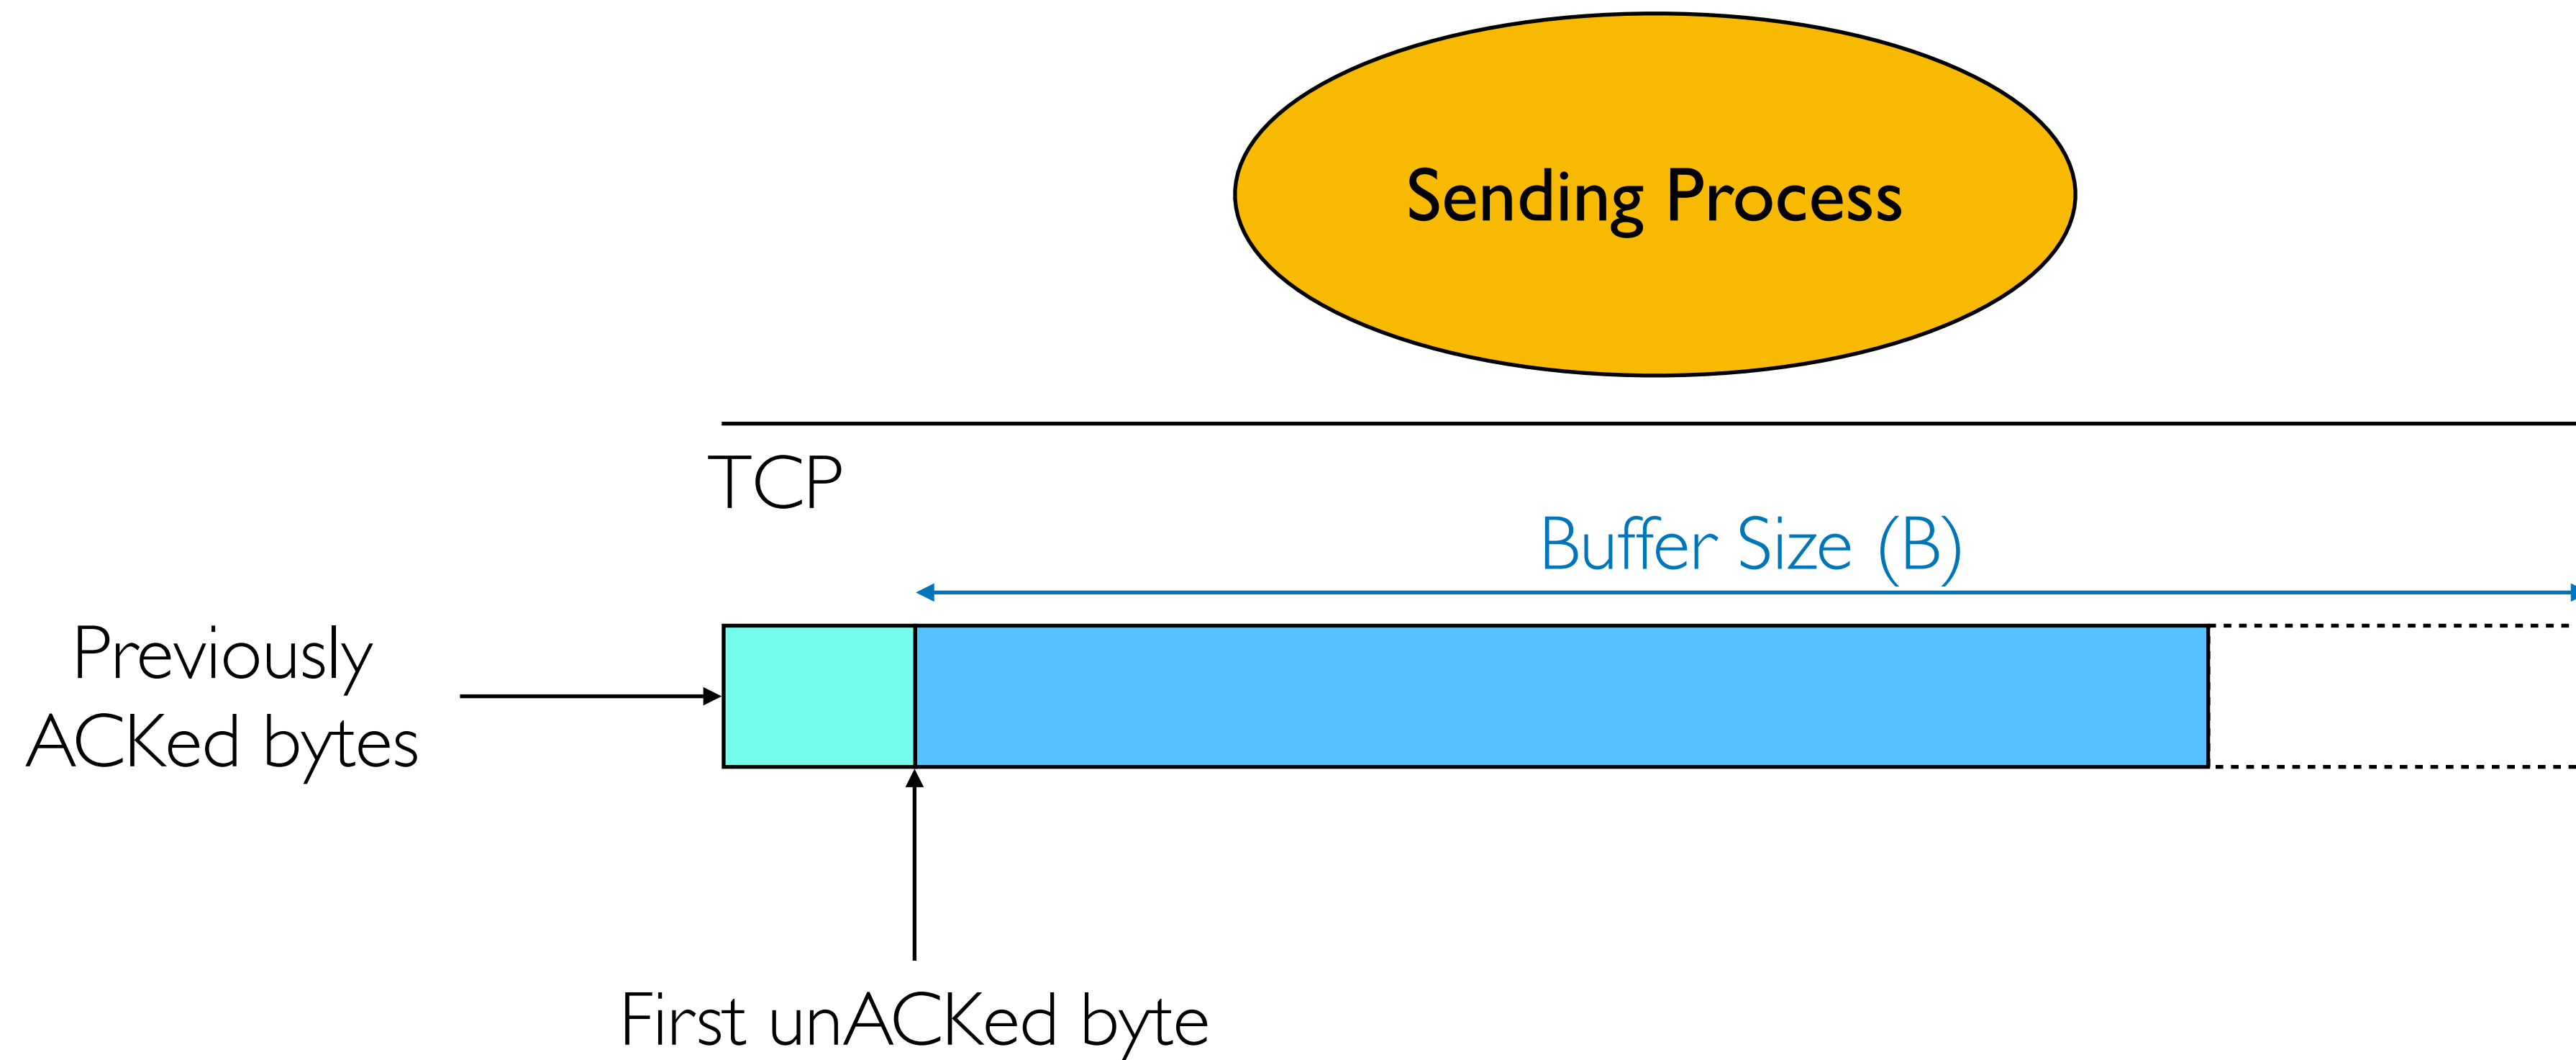 Sending Process
TCP
Buffer Size (B)
Previously
ACKed bytes
First unACKed byte